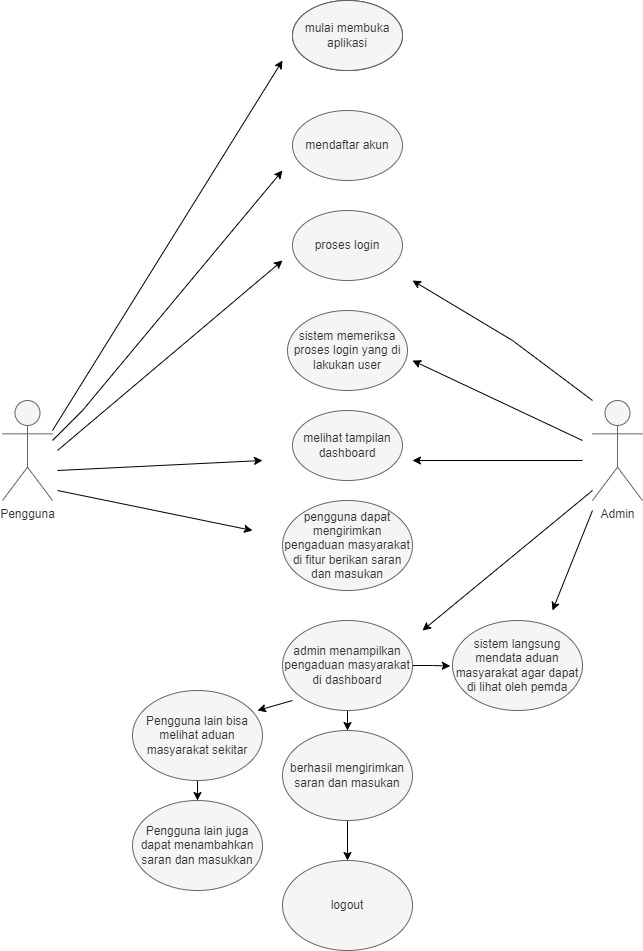 mulai membuka
aplikasi
mendaftar akun
proses login
sistem memeriksa
proses login yang di
lakukan user
melihat tampilan
dashboard
Pengguna
Admin
pengguna dapat
mengirimkan
pengaduan masyarakat
di fitur berikan saran
dan masukan
admin menampilkan
pengaduan masyarakat
di dashboard
sistem langsung
mendata aduan
masyarakat agar dapat
di lihat oleh pemda
Pengguna lain bisa
melihat aduan
masyarakat sekitar
berhasil mengirimkan
saran dan masukan
Pengguna lain juga
dapat menambahkan
saran dan masukkan
logout